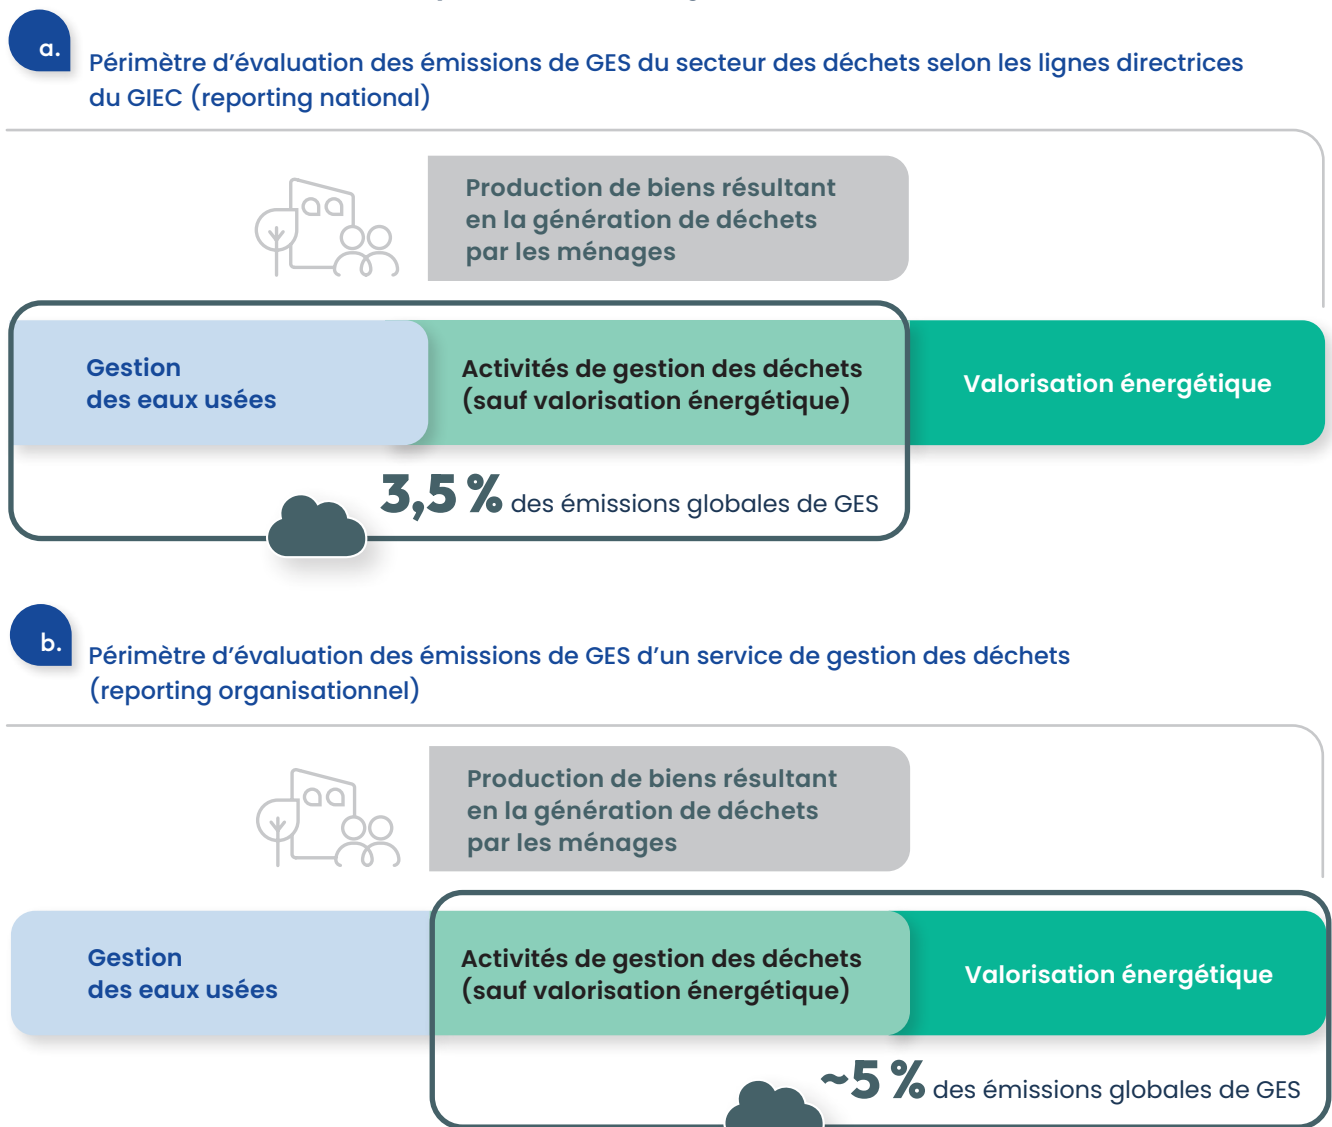 a.
Périmètre d’évaluation des émissions de GES du secteur des déchets selon les lignes directrices
du GIEC (reporting national)
Production de biens résultant
en la génération de déchets
par les ménages
Gestion
des eaux usées
Activités de gestion des déchets
(sauf valorisation énergétique)
Valorisation énergétique
3,5 % des émissions globales de GES
b.
Périmètre d’évaluation des émissions de GES d’un service de gestion des déchets
(reporting organisationnel)
Production de biens résultant
en la génération de déchets
par les ménages
Gestion
des eaux usées
Activités de gestion des déchets
(sauf valorisation énergétique)
Valorisation énergétique
~5 % des émissions globales de GES